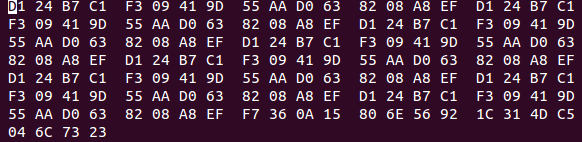 D1 24 B7 C1 F3 09 41 9D 55 AA D0 63 82 08 A8 EF D1 24 B7 C1
F3 09 41 9D 55 AA D0 63 82 08 A8 EF D1 24 B7 C1 F3 09 41 9D
55 AA D0 63 82 08 A8 EF D1 24 B7 C1 F3 09 41 9D 55 AA D0 63
82 08 A8 EF D1 24 B7 C1 F3 09 41 9D 55 AA D0 63 82 08 A8 EF
D1 24 B7 C1 F3 09 41 9D 55 AA D0 63 82 08 A8 EF D1 24 B7 C1
F3 09 41 9D 55 AA D0 63 82 08 A8 EF D1 24 B7 C1 F3 09 41 9D
55 AA D0 63 82 08 A8 EF F7 36 0A 15 80 6E 56 92 1C 31 4D C5
04 6C 73 23